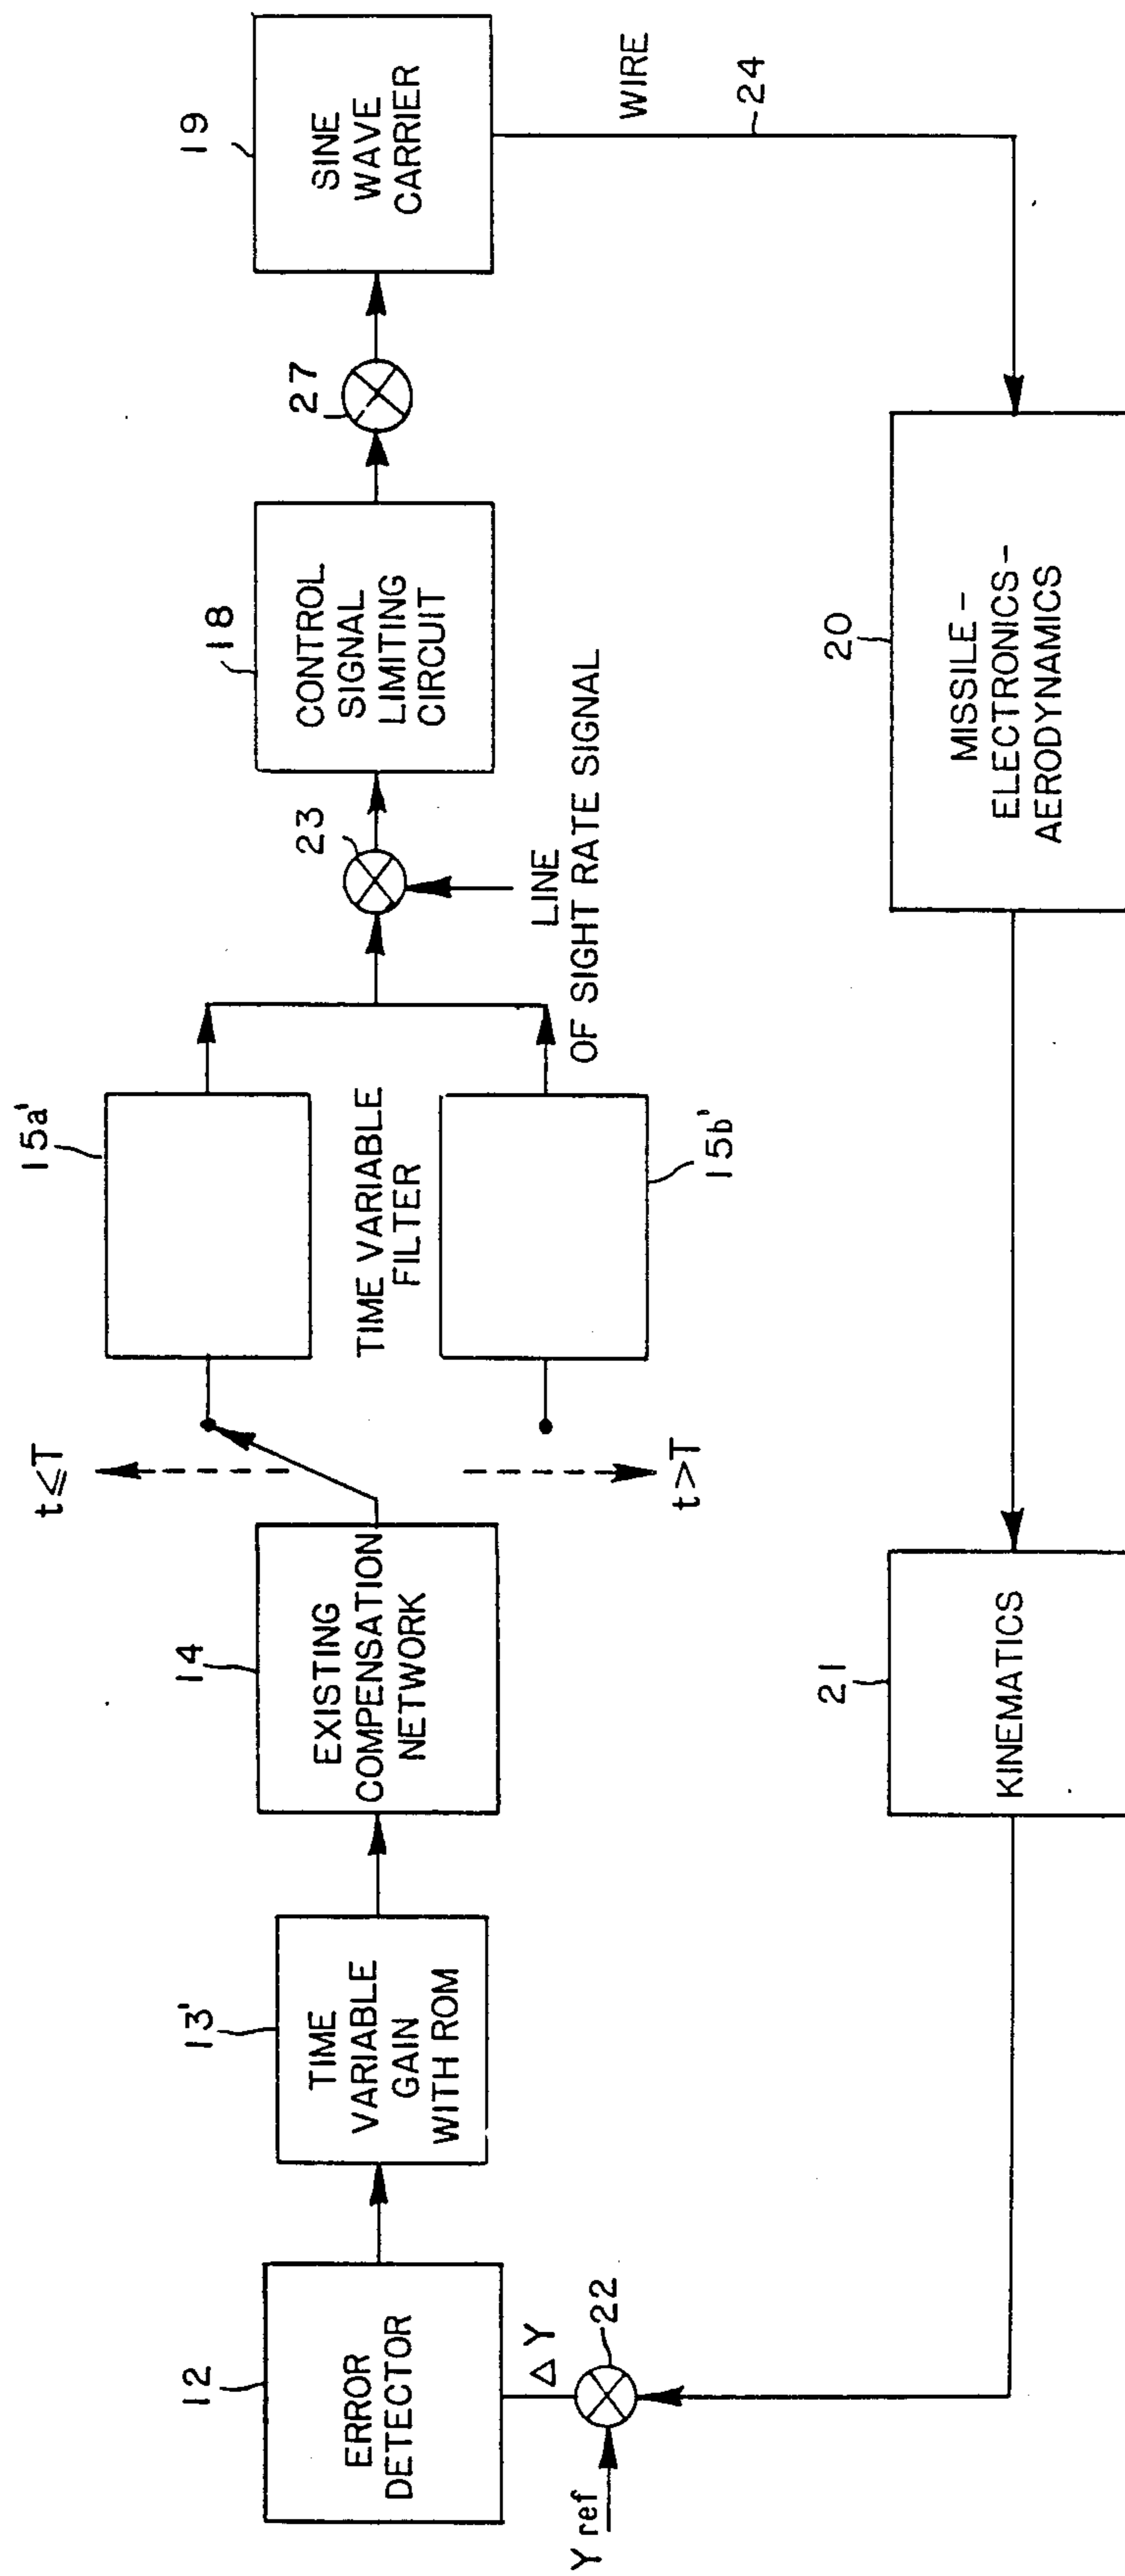 12
ERROR
DETECTOR
Y ref
Δ Y
22
13'
TIME
VARIABLE
GAIN
WITH ROM
14
EXISTING
COMPENSATION
NETWORK
t≤T
t>T
15a'
TIME VARIABLE
FILTER
15b'
23
LINE
OF SIGHT RATE SIGNAL
18
CONTROL
SIGNAL
LIMITING
CIRCUIT
27
19
SINE
WAVE
CARRIER
WIRE
24
20
MISSILE-
ELECTRONICS-
AERODYNAMICS
21
KINEMATICS